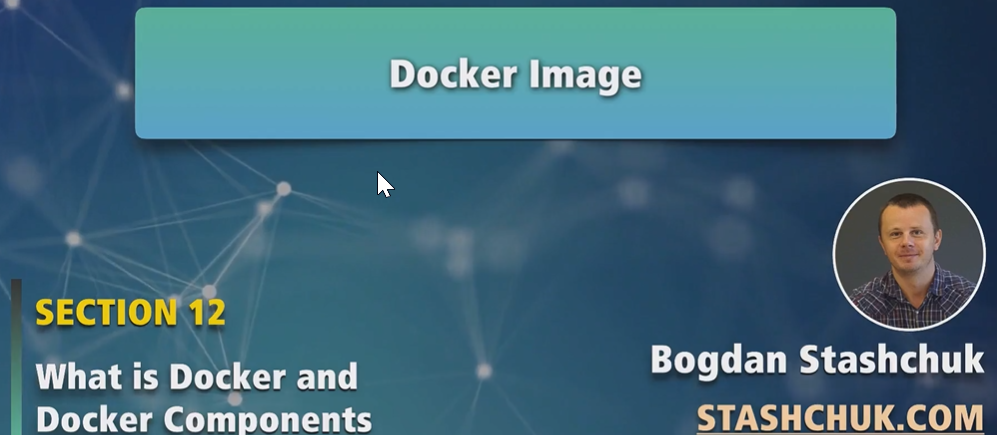 Docker Image
SECTION 12
What is Docker and
Docker Components
Bogdan Stashchuk
STASHCHUK.COM